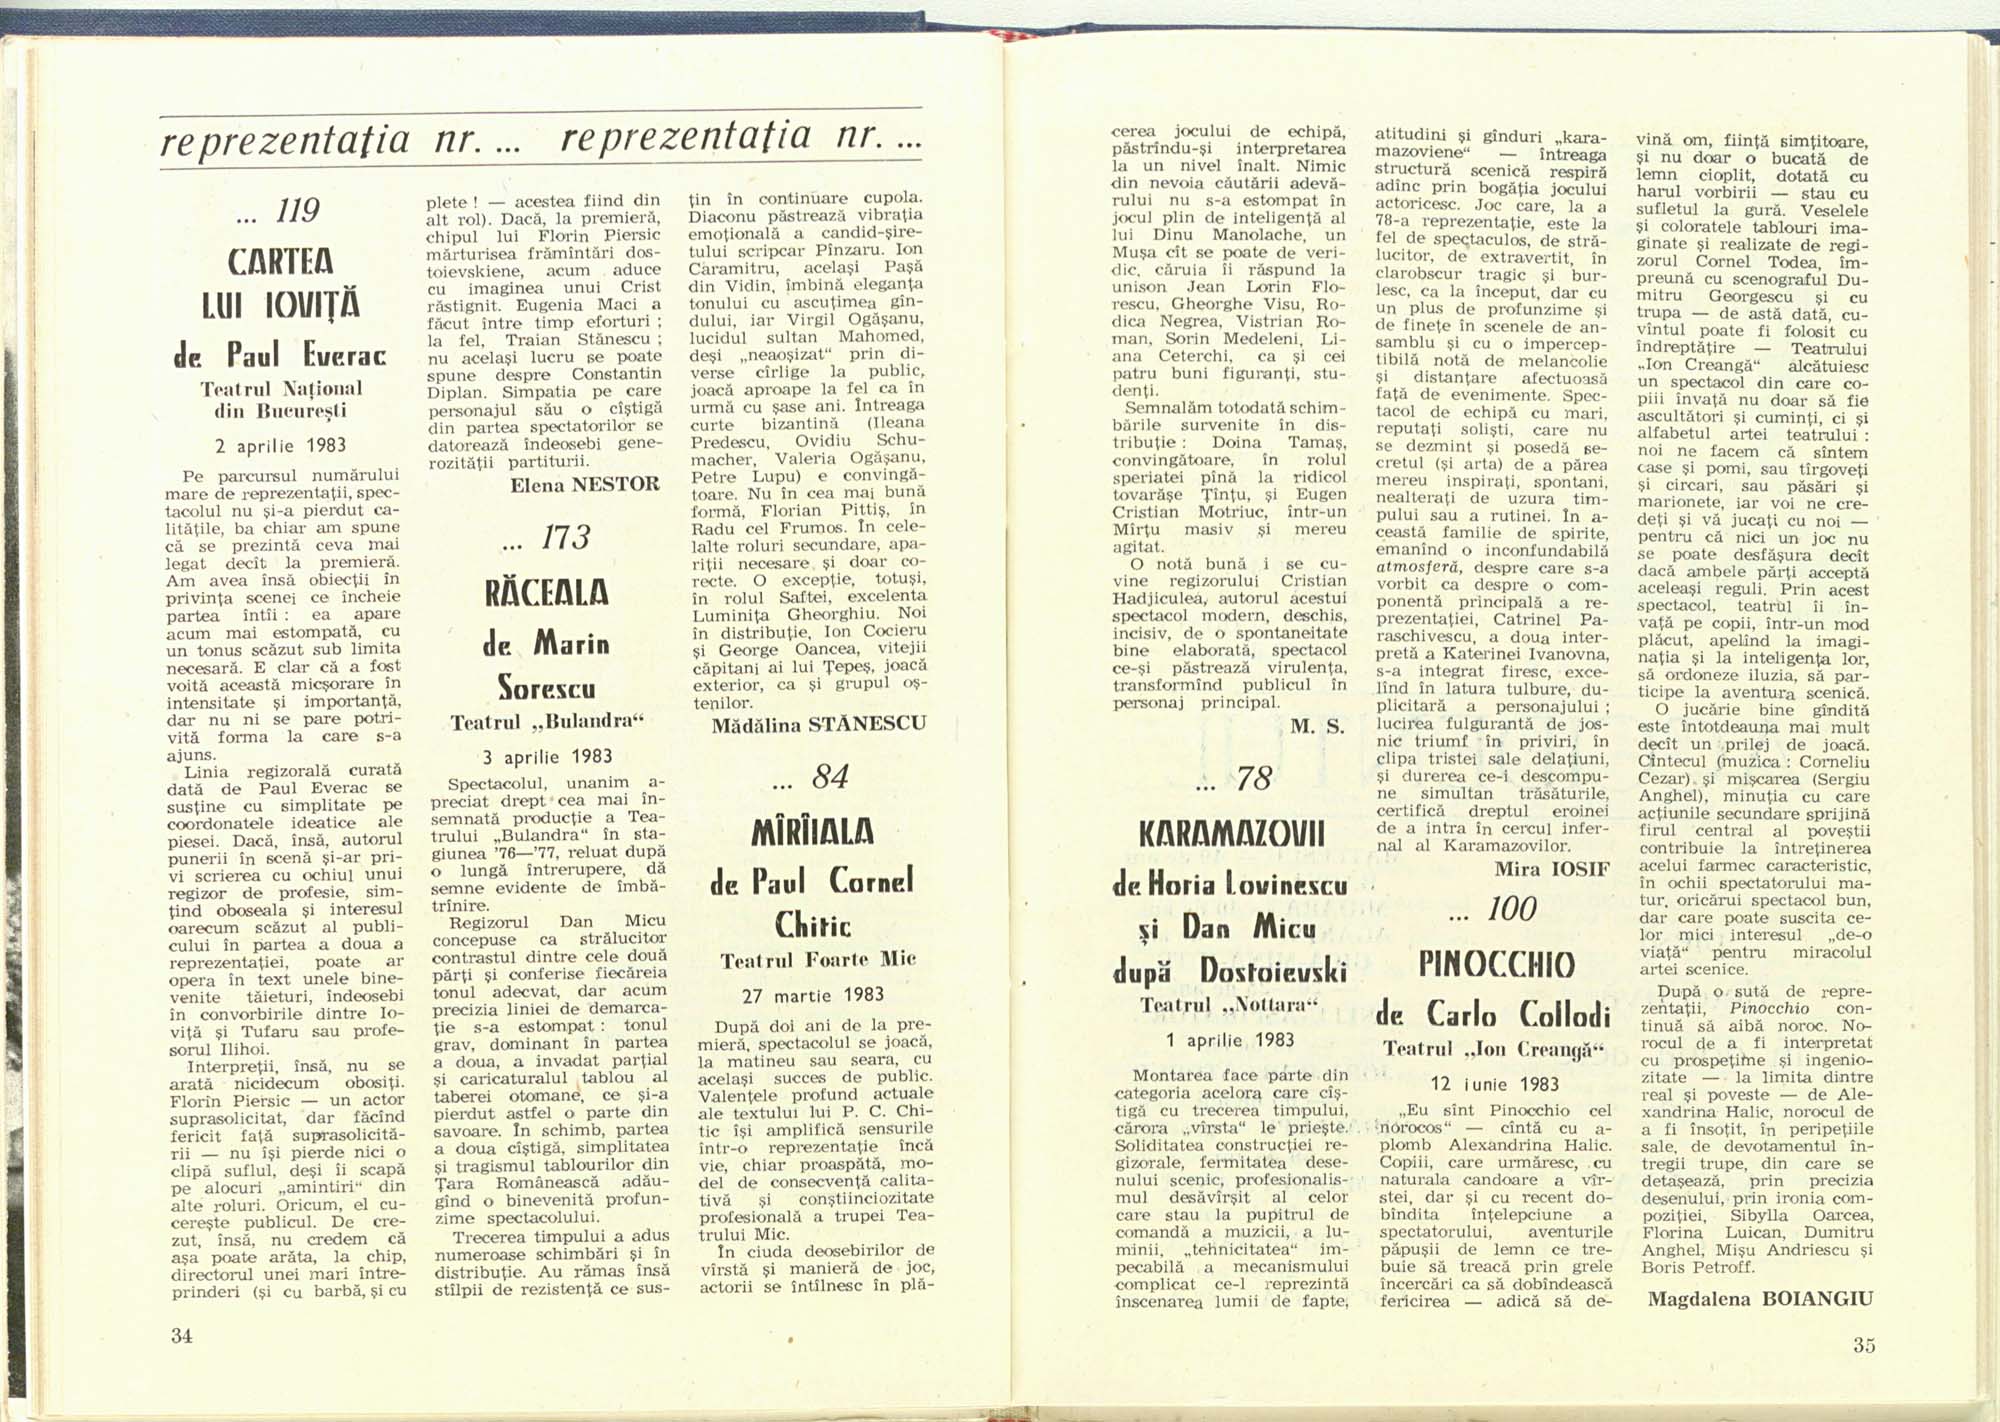 reprezentația nr. ... reprezentația nr. ...
... 119
CARTEA
LUI IOVIȚĂ
de Paul Everac
Teatrul Național
din București
2 aprilie 1983
Pe parcursul numărului
mare de reprezentații, spec-
tacolul nu și-a pierdut ca-
litățile, ba chiar am spune
că se prezintă ceva mai
legat decît la premieră.
Am avea însă obiecții în
privința scenei ce încheie
partea întîi : ea apare
acum mai estompată, cu
un tonus scăzut sub limita
necesară. E clar că a fost
voită această micșorare în
intensitate și importanță,
dar nu ni se pare potri-
vită forma la care s-a
ajuns.
Linia regizorală curată
dată de Paul Everac se
susține cu simplitate pe
coordonatele ideatice ale
piesei. Dacă, însă, autorul
punerii în scenă și-ar pri-
vi scrierea cu ochiul unui
regizor de profesie, sim-
țind oboseala și interesul
oarecum scăzut al publi-
cului în partea a doua a
reprezentației, poate ar
opera în text unele bine-
venite tăieturi, îndeosebi
în convorbirile dintre Io-
viță și Tufaru sau profe-
sorul Ilihoi.
Interpreții, însă, nu se
arată nicidecum obosiți.
Florin Piersic — un actor
suprasolicitat, dar făcînd
fericit față suprasolicită-
rii — nu își pierde nici o
clipă suflul, deși îi scapă
pe alocuri „amintiri“ din
alte roluri. Oricum, el cu-
cerește publicul. De cre-
zut, însă, nu credem că
așa poate arăta, la chip,
directorul unei mari între-
prinderi (și cu barbă, și cu
plete ! — acestea fiind din
alt rol). Dacă, la premieră,
chipul lui Florin Piersic
mărturisea frămîntări dos-
toievskiene, acum aduce
cu imaginea unui Crist
răstignit. Eugenia Maci a
făcut între timp eforturi ;
la fel, Traian Stănescu ;
nu același lucru se poate
spune despre Constantin
Diplan. Simpatia pe care
personajul său o cîștigă
din partea spectatorilor se
datorează îndeosebi gene-
rozității partiturii.
Elena NESTOR
... 173
RĂCEALA
de Marin
Sorescu
Teatrul „Bulandra“
3 aprilie 1983
Spectacolul, unanim a-
preciat drept cea mai în-
semnată producție a Tea-
trului „Bulandra“ în sta-
giunea '76—'77, reluat după
o lungă întrerupere, dă
semne evidente de îmbă-
trînire.
Regizorul Dan Micu
concepuse ca strălucitor
contrastul dintre cele două
părți și conferise fiecăreia
tonul adecvat, dar acum
precizia liniei de demarca-
ție s-a estompat : tonul
grav, dominant în partea
a doua, a invadat parțial
și caricaturalul tablou al
taberei otomane, ce și-a
pierdut astfel o parte din
savoare. În schimb, partea
a doua cîștigă, simplitatea
și tragismul tablourilor din
Țara Românească adău-
gînd o binevenită profun-
zime spectacolului.
Trecerea timpului a adus
numeroase schimbări și în
distribuție. Au rămas însă
stîlpii de rezistență ce sus-
țin în continuare cupola.
Diaconu păstrează vibrația
emoțională a candid-șire-
tului scripcar Pînzaru. Ion
Caramitru, același Pașă
din Vidin, îmbină eleganța
tonului cu ascuțimea gîn-
dului, iar Virgil Ogășanu,
lucidul sultan Mahomed,
deși „neaoșizat“ prin di-
verse cîrlige la public,
joacă aproape la fel ca în
urmă cu șase ani. Întreaga
curte bizantină (Ileana
Predescu, Ovidiu Schu-
macher, Valeria Ogășanu,
Petre Lupu) e convingă-
toare. Nu în cea mai bună
formă, Florian Pittiș, în
Radu cel Frumos. În cele-
lalte roluri secundare, apa-
riții necesare și doar co-
recte. O excepție, totuși,
în rolul Saftei, excelenta
Luminița Gheorghiu. Noi
în distribuție, Ion Cocieru
și George Oancea, vitejii
căpitani ai lui Țepeș, joacă
exterior, ca și grupul oș-
tenilor.
Mădălina STĂNESCU
... 84
MÎRÎIALA
de Paul Cornel
Chitic
Teatrul Foarte Mic
27 martie 1983
După doi ani de la pre-
mieră, spectacolul se joacă,
la matineu sau seara, cu
același succes de public.
Valențele profund actuale
ale textului lui P. C. Chi-
tic își amplifică sensurile
într-o reprezentație încă
vie, chiar proaspătă, mo-
del de consecvență calita-
tivă și conștiinciozitate
profesională a trupei Tea-
trului Mic.
În ciuda deosebirilor de
vîrstă și manieră de joc,
actorii se întîlnesc în plă-
34
cerea jocului de echipă,
păstrîndu-și interpretarea
la un nivel înalt. Nimic
din nevoia căutării adevă-
rului nu s-a estompat în
jocul plin de inteligență al
lui Dinu Manolache, un
Mușa cît se poate de veri-
dic, căruia îi răspund la
unison Jean Lorin Flo-
rescu, Gheorghe Visu, Ro-
dica Negrea, Vistrian Ro-
man, Sorin Medeleni, Li-
ana Ceterchi, ca și cei
patru buni figuranți, stu-
denți.
Semnalăm totodată schim-
bările survenite în dis-
tribuție : Doina Tamaș,
convingătoare, în rolul
speriatei pînă la ridicol
tovarășe Țîntu, și Eugen
Cristian Motriuc, într-un
Mîrțu masiv și mereu
agitat.
O notă bună i se cu-
vine regizorului Cristian
Hadjiculea, autorul acestui
spectacol modern, deschis,
incisiv, de o spontaneitate
bine elaborată, spectacol
ce-și păstrează virulența,
transformînd publicul în
personaj principal.
M. S.
... 78
KARAMAZOVII
de Horia Lovinescu
și Dan Micu
după Dostoievski
Teatrul „Nottara“
1 aprilie 1983
Montarea face parte din
categoria acelora care cîș-
tigă cu trecerea timpului,
cărora „vîrsta“ le priește.
Soliditatea construcției re-
gizorale, fermitatea dese-
nului scenic, profesionalis-
mul desăvîrșit al celor
care stau la pupitrul de
comandă a muzicii, a lu-
minii, „tehnicitatea“ im-
pecabilă a mecanismului
complicat ce-l reprezintă
înscenarea lumii de fapte,
atitudini și gînduri „kara-
mazoviene“ — întreaga
structură scenică respiră
adînc prin bogăția jocului
actoricesc. Joc care, la a
78-a reprezentație, este la
fel de spectaculos, de stră-
lucitor, de extravertit, în
clarobscur tragic și bur-
lesc, ca la început, dar cu
un plus de profunzime și
de finețe în scenele de an-
samblu și cu o impercep-
tibilă notă de melancolie
și distanțare afectuoasă
față de evenimente. Spec-
tacol de echipă cu mari,
reputați soliști, care nu
se dezmint și posedă se-
cretul (și arta) de a părea
mereu inspirați, spontani,
nealterați de uzura tim-
pului sau a rutinei. În a-
ceastă familie de spirite,
emanînd o inconfundabilă
atmosferă, despre care s-a
vorbit ca despre o com-
ponentă principală a re-
prezentației, Catrinel Pa-
raschivescu, a doua inter-
pretă a Katerinei Ivanovna,
s-a integrat firesc, exce-
lînd în latura tulbure, du-
plicitară a personajului ;
lucirea fulgurantă de jos-
nic triumf în priviri, în
clipa tristei sale delațiuni,
și durerea ce-i descompu-
ne simultan trăsăturile,
certifică dreptul eroinei
de a intra în cercul infer-
nal al Karamazovilor.
Mira IOSIF
... 100
PINOCCHIO
de Carlo Collodi
Teatrul „Ion Creangă“
12 iunie 1983
„Eu sînt Pinocchio cel
norocos“ — cîntă cu a-
plomb Alexandrina Halic.
Copiii, care urmăresc, cu
naturala candoare a vîr-
stei, dar și cu recent do-
bîndita înțelepciune a
spectatorului, aventurile
păpușii de lemn ce tre-
buie să treacă prin grele
încercări ca să dobîndească
fericirea — adică să de-
vină om, ființă simțitoare,
și nu doar o bucată de
lemn cioplit, dotată cu
harul vorbirii — stau cu
sufletul la gură. Veselele
și coloratele tablouri ima-
ginate și realizate de regi-
zorul Cornel Todea, îm-
preună cu scenograful Du-
mitru Georgescu și cu
trupa — de astă dată, cu-
vîntul poate fi folosit cu
îndreptățire — Teatrului
„Ion Creangă“ alcătuiesc
un spectacol din care co-
piii învață nu doar să fie
ascultători și cuminți, ci și
alfabetul artei teatrului :
noi ne facem că sîntem
case și pomi, sau tîrgoveți
și circari, sau păsări și
marionete, iar voi ne cre-
deți și vă jucați cu noi —
pentru că nici un joc nu
se poate desfășura decît
dacă ambele părți acceptă
aceleași reguli. Prin acest
spectacol, teatrul îi în-
vață pe copii, într-un mod
plăcut, apelînd la imagi-
nația și la inteligența lor,
să ordoneze iluzia, să par-
ticipe la aventura scenică.
O jucărie bine gîndită
este întotdeauna mai mult
decît un prilej de joacă.
Cîntecul (muzica : Corneliu
Cezar) și mișcarea (Sergiu
Anghel), minuția cu care
acțiunile secundare sprijină
firul central al poveștii
contribuie la întreținerea
acelui farmec caracteristic,
în ochii spectatorului ma-
tur, oricărui spectacol bun,
dar care poate suscita ce-
lor mici interesul „de-o
viață“ pentru miracolul
artei scenice.
După o sută de repre-
zentații, Pinocchio con-
tinuă să aibă noroc. No-
rocul de a fi interpretat
cu prospețime și ingenio-
zitate — la limita dintre
real și poveste — de Ale-
xandrina Halic, norocul de
a fi însoțit, în peripețiile
sale, de devotamentul în-
tregii trupe, din care se
detașează, prin precizia
desenului, prin ironia com-
poziției, Sibylla Oarcea,
Florina Luican, Dumitru
Anghel, Mișu Andriescu și
Boris Petroff.
Magdalena BOIANGIU
35